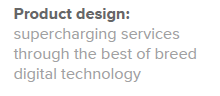 Product design:
supercharging services
through the best of breed
digital technology